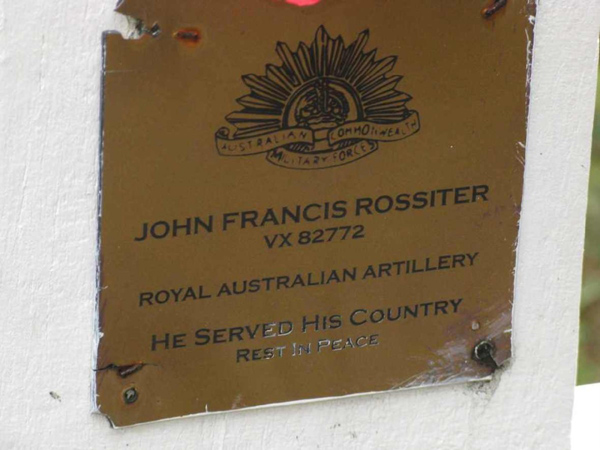 AUSTRALIAN COMMONWEALTH
MILITARY FORCES
JOHN FRANCIS ROSSITER
VX 82772
ROYAL AUSTRALIAN ARTILLERY
HE SERVED HIS COUNTRY
REST IN PEACE